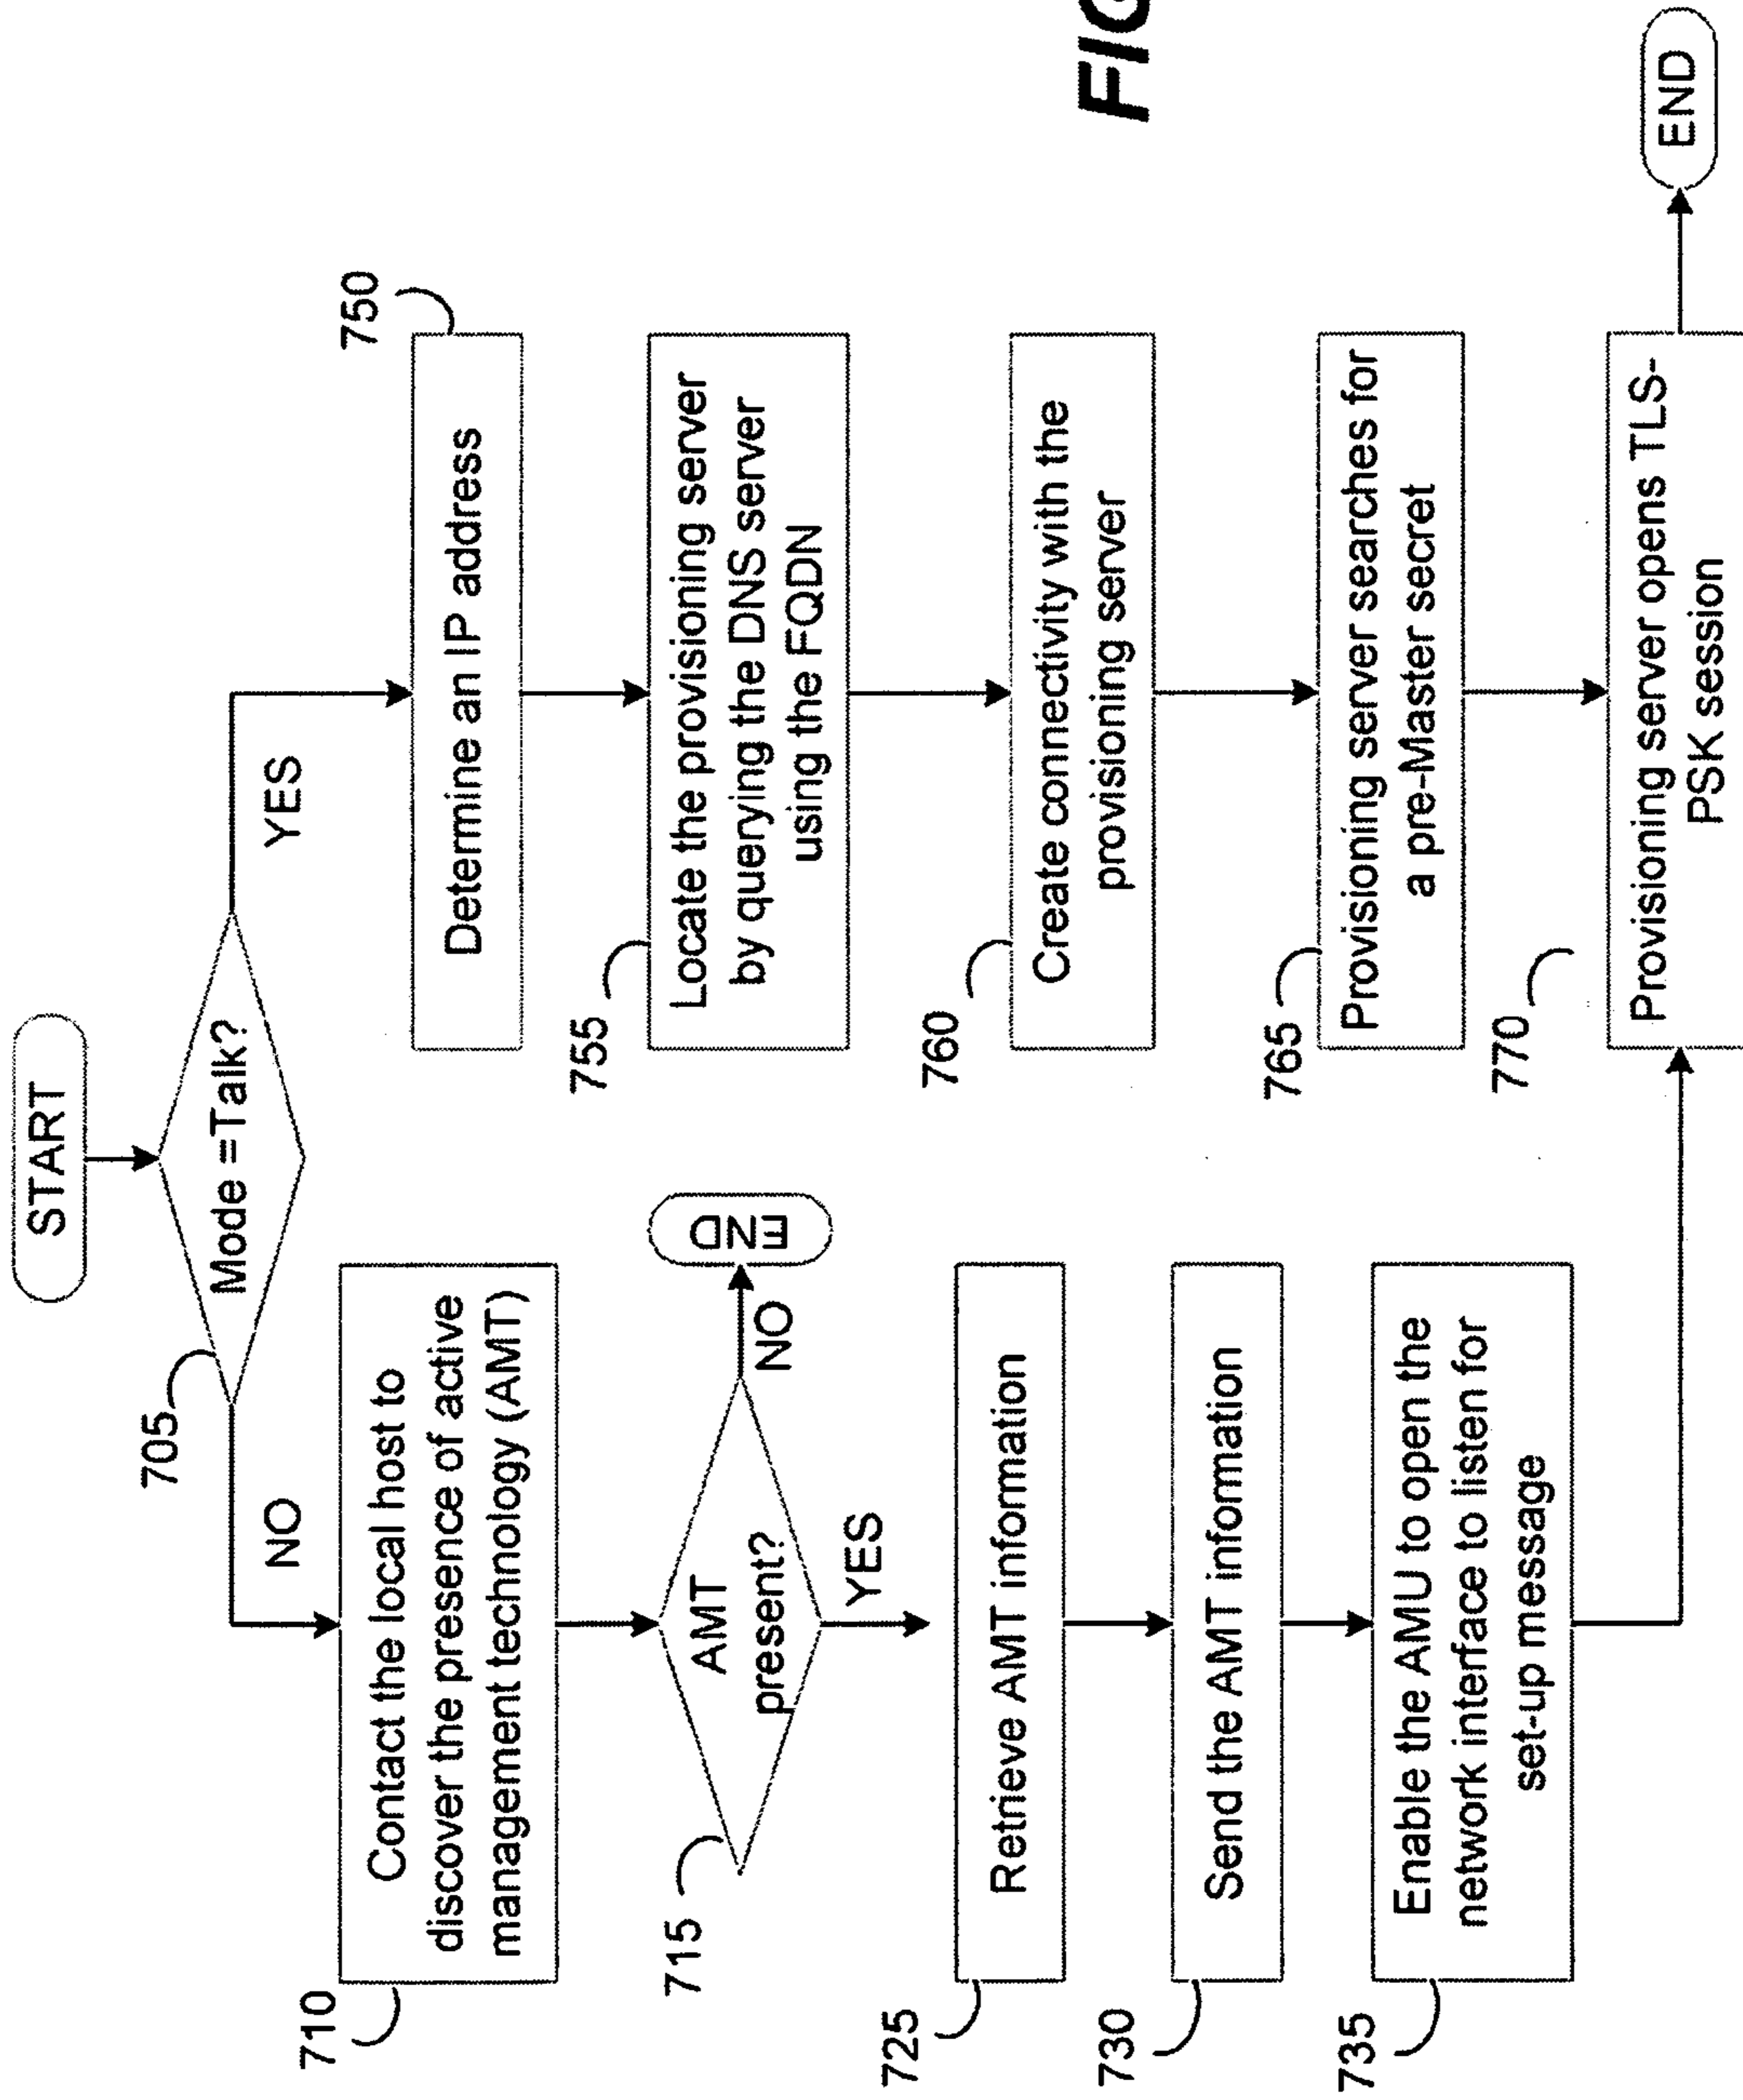 START
705
Mode =Talk?
NO
YES
710
Contact the local host to
discover the presence of active
management technology (AMT)
715
AMT
present?
NO
END
YES
725
Retrieve AMT information
730
Send the AMT information
735
Enable the AMU to open the
network interface to listen for
set-up message
750
Determine an IP address
755
Locate the provisioning server
by querying the DNS server
using the FQDN
760
Create connectivity with the
provisioning server
765
Provisioning server searches for
a pre-Master secret
770
Provisioning server opens TLS-
PSK session
END